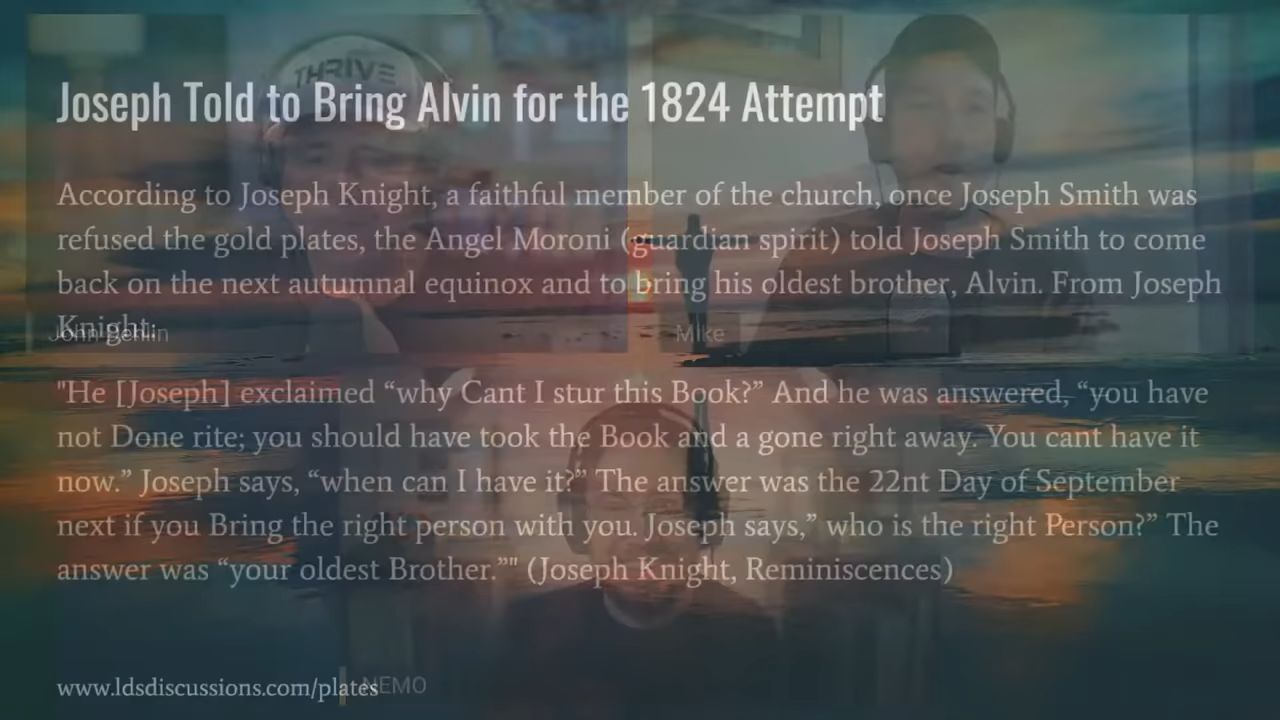 THRIVE
Joseph Told to Bring Alvin for the 1824 Attempt
According to Joseph Knight, a faithful member of the church, once Joseph Smith was
refused the gold plates, the Angel Moroni (guardian spirit) told Joseph Smith to come
back on the next autumnal equinox and to bring his oldest brother, Alvin. From Joseph
Knight:
John Dehlin
Mike
"He [Joseph] exclaimed “why Cant I stur this Book?” And he was answered, “you have
not Done rite; you should have took the Book and a gone right away. You cant have it
now.” Joseph says, “when can I have it?” The answer was the 22nt Day of September
next if you Bring the right person with you. Joseph says,” who is the right Person?” The
answer was “your oldest Brother.”" (Joseph Knight, Reminiscences)
www.ldsdiscussions.com/plates
NEMO